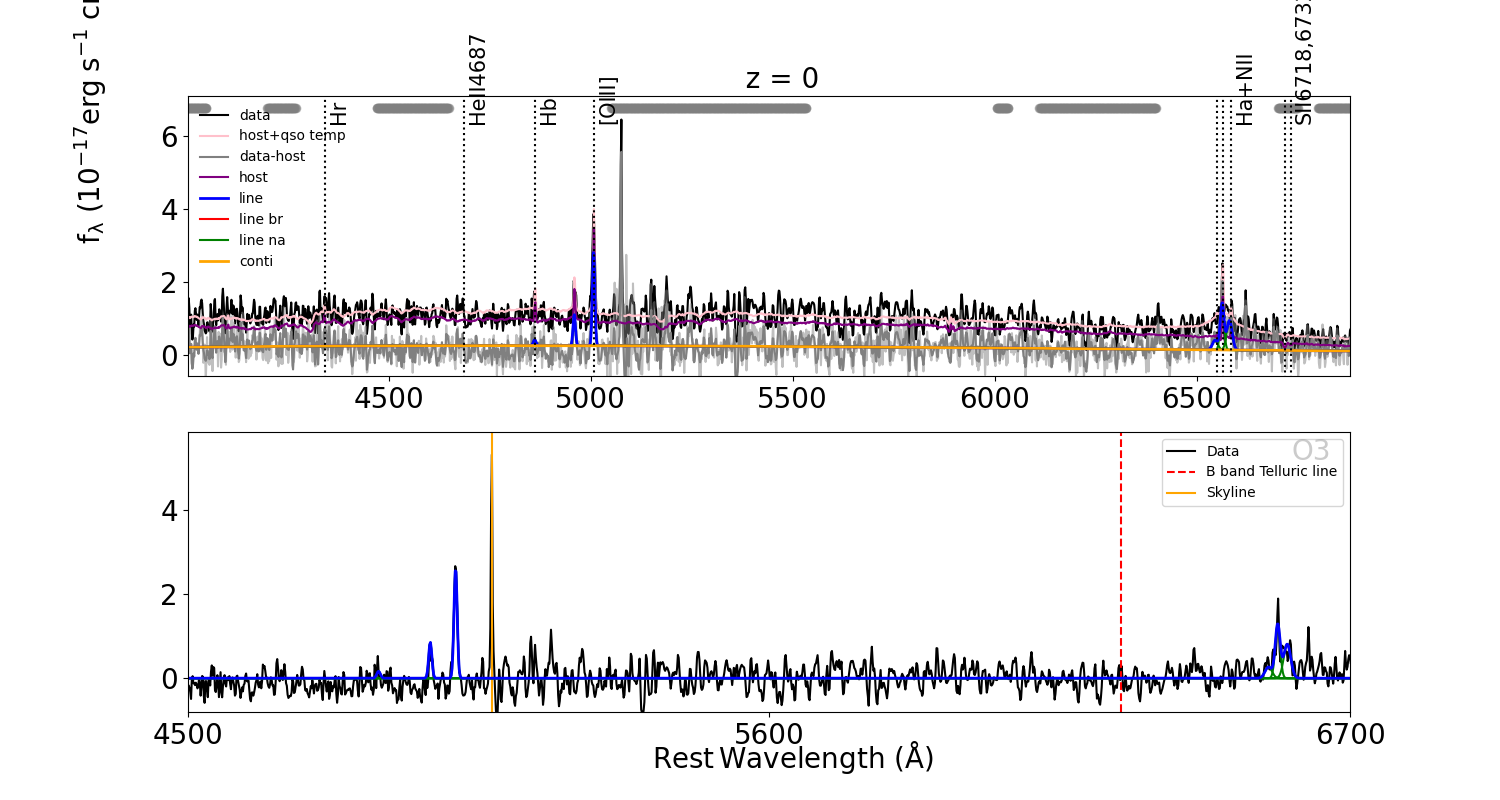 z = 0
fλ (10−17erg s−1 c
HeII4687
SII6718,673
Hr
Hb
[OIII]
Ha+NII
data
host+qso temp
data-host
host
line
line br
line na
conti
6
4
2
0
4500 5000 5500 6000 6500
O3
Data
B band Telluric line
Skyline
4
2
0
4500 5600 6700
Rest Wavelength (Å)